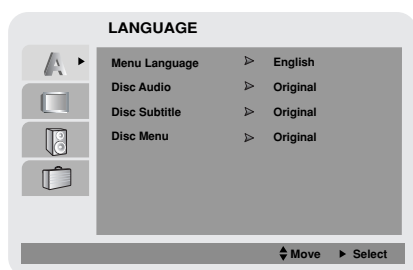 LANGUAGE
A
Menu Language English
Disc Audio Original
Disc Subtitle Original
Disc Menu Original
Move Select